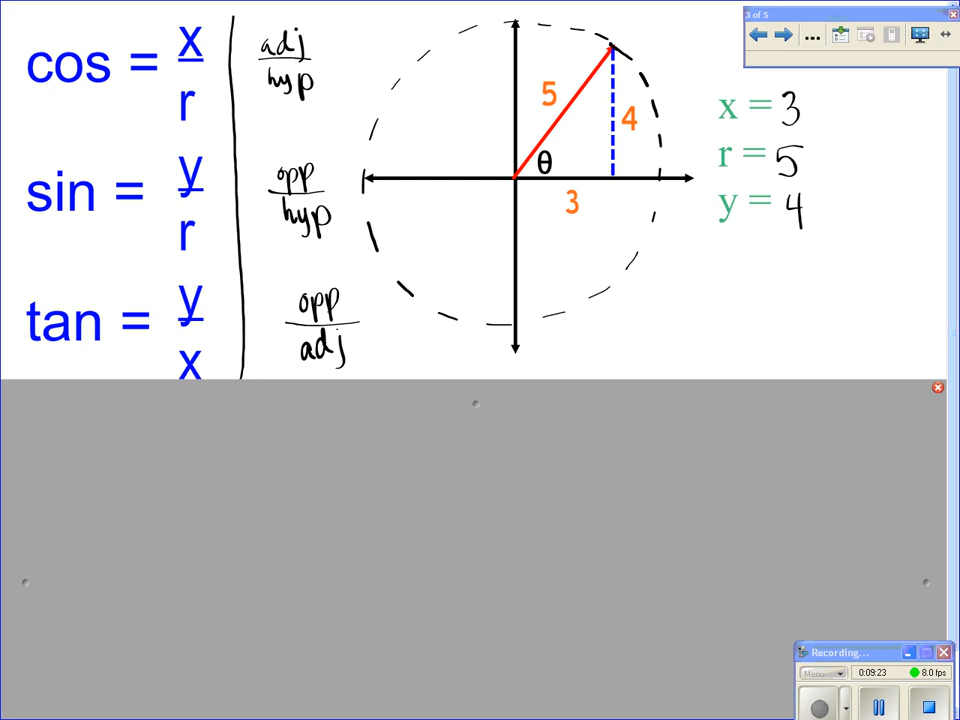 cos = x/r
adj/hyp
sin = y/r
opp/hyp
tan = y/x
opp/adj
5
4
θ
3
x = 3
r = 5
y = 4
3 of 5
...
Recording...
Menu
0:09:23
8.0 fps